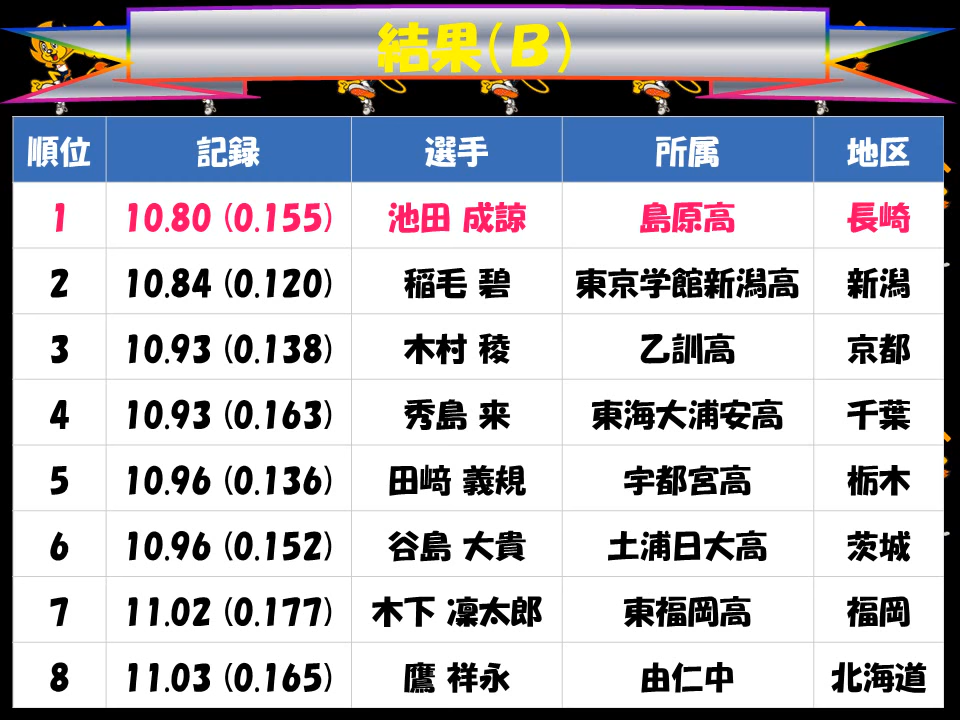 結果（B）
順位 記録 選手 所属 地区
1 10.80 (0.155) 池田 成諒 島原高 長崎
2 10.84 (0.120) 稲毛 碧 東京学館新潟高 新潟
3 10.93 (0.138) 木村 稜 乙訓高 京都
4 10.93 (0.163) 秀島 来 東海大浦安高 千葉
5 10.96 (0.136) 田﨑 義規 宇都宮高 栃木
6 10.96 (0.152) 谷島 大貴 土浦日大高 茨城
7 11.02 (0.177) 木下 凜太郎 東福岡高 福岡
8 11.03 (0.165) 鷹 祥永 由仁中 北海道